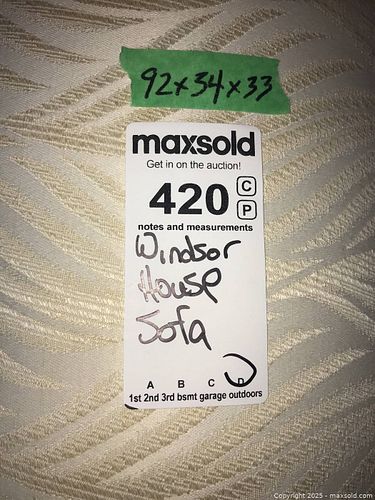 92x34x33
maxsold
Get in on the auction!
420 C
P
notes and measurements
Windsor
House
Sofa
A B C D
1st 2nd 3rd bsmt garage outdoors
Copyright 2025 - maxsold.com